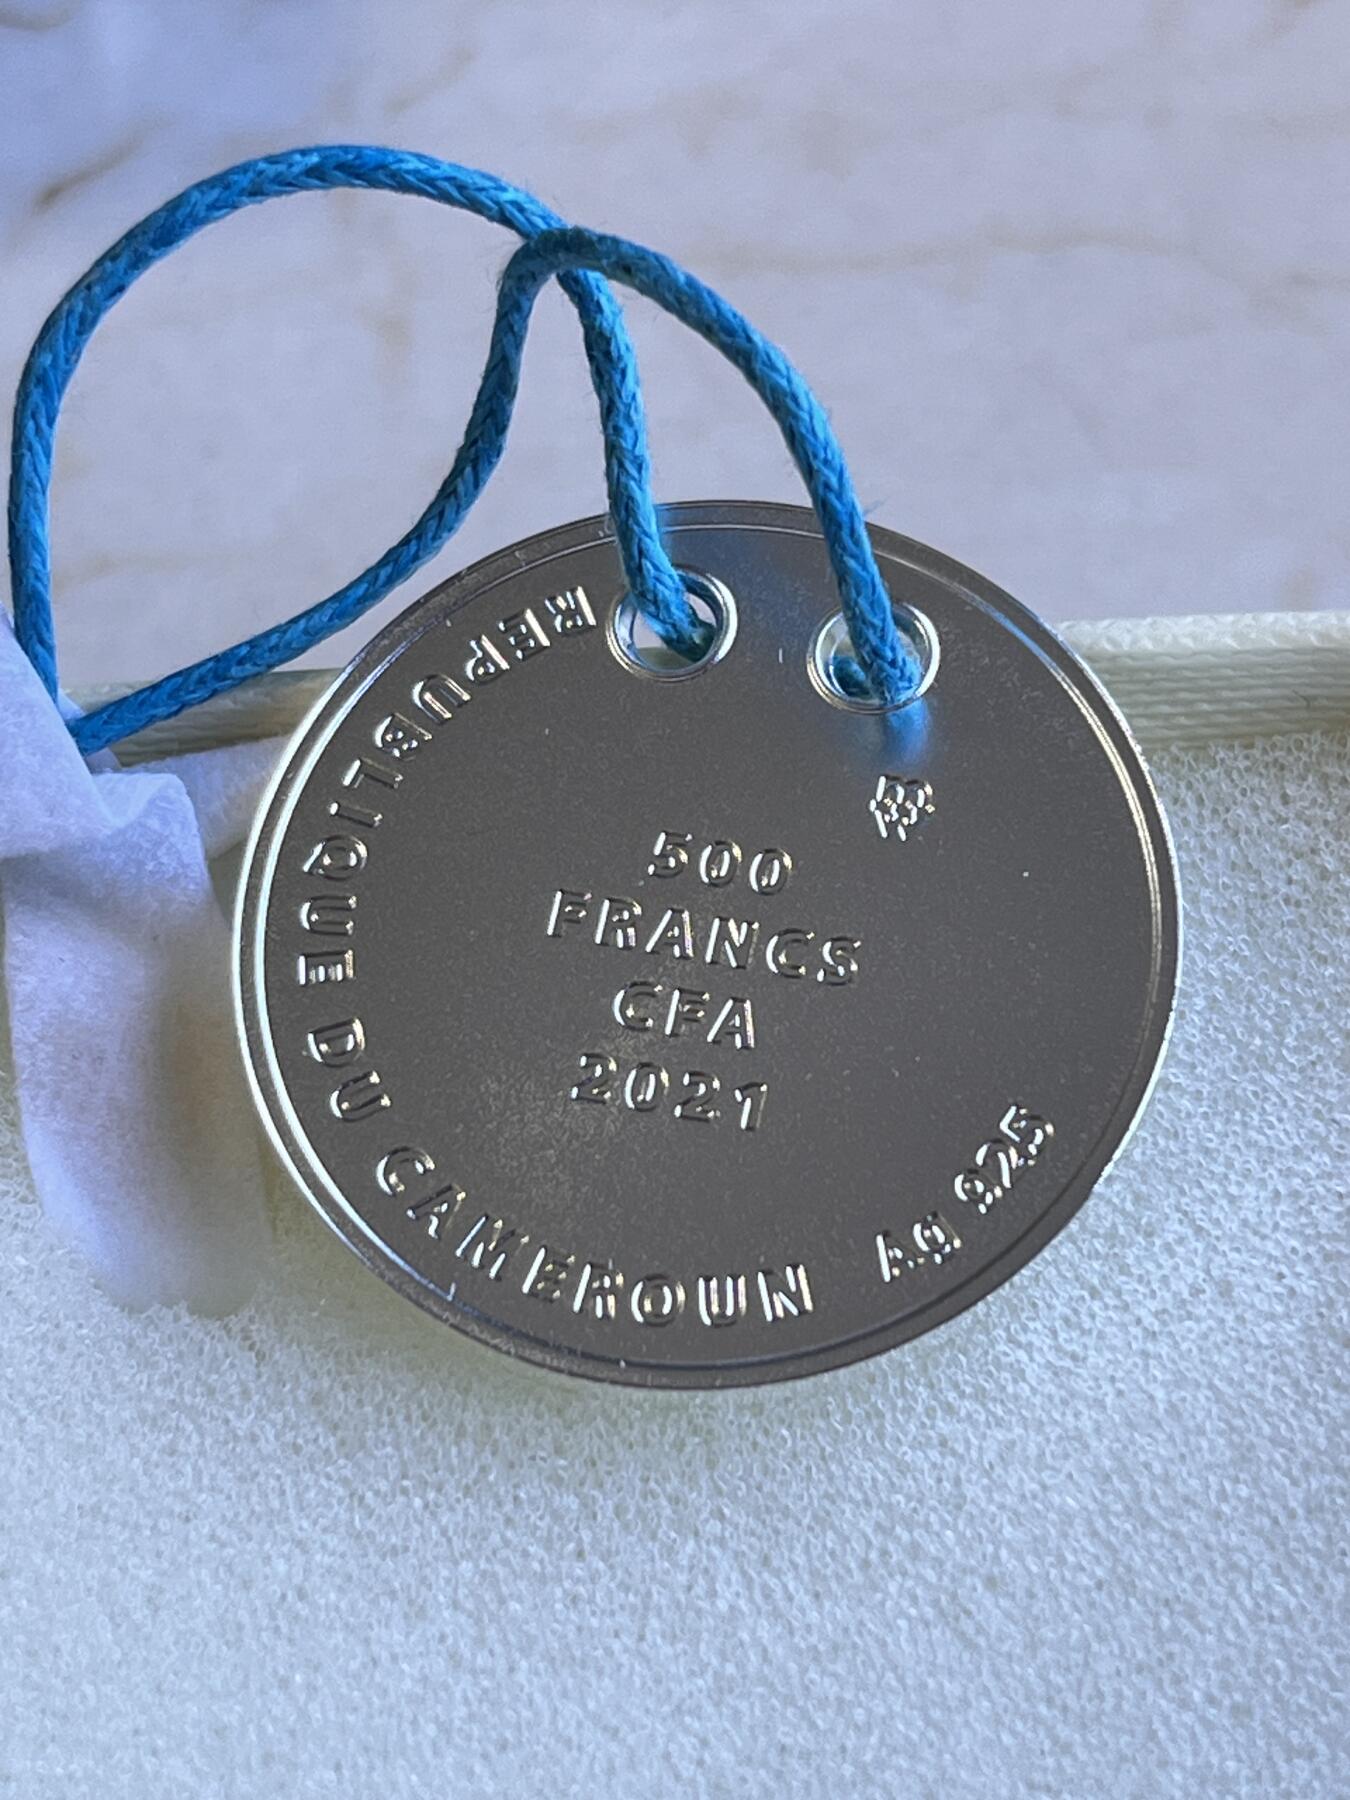 REPUBLIQUE DU CAMEROUN
500
FRANCS
CFA
2021
Ag 925